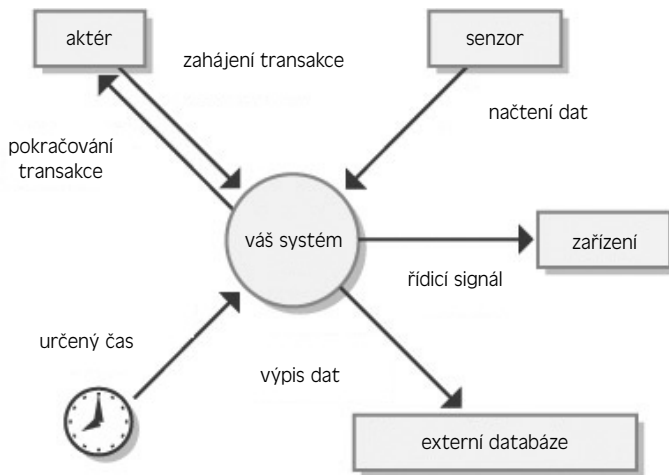 aktér
senzor
zahájení transakce
načtení dat
pokračování
transakce
váš systém
zařízení
řídicí signál
určený čas
výpis dat
externí databáze